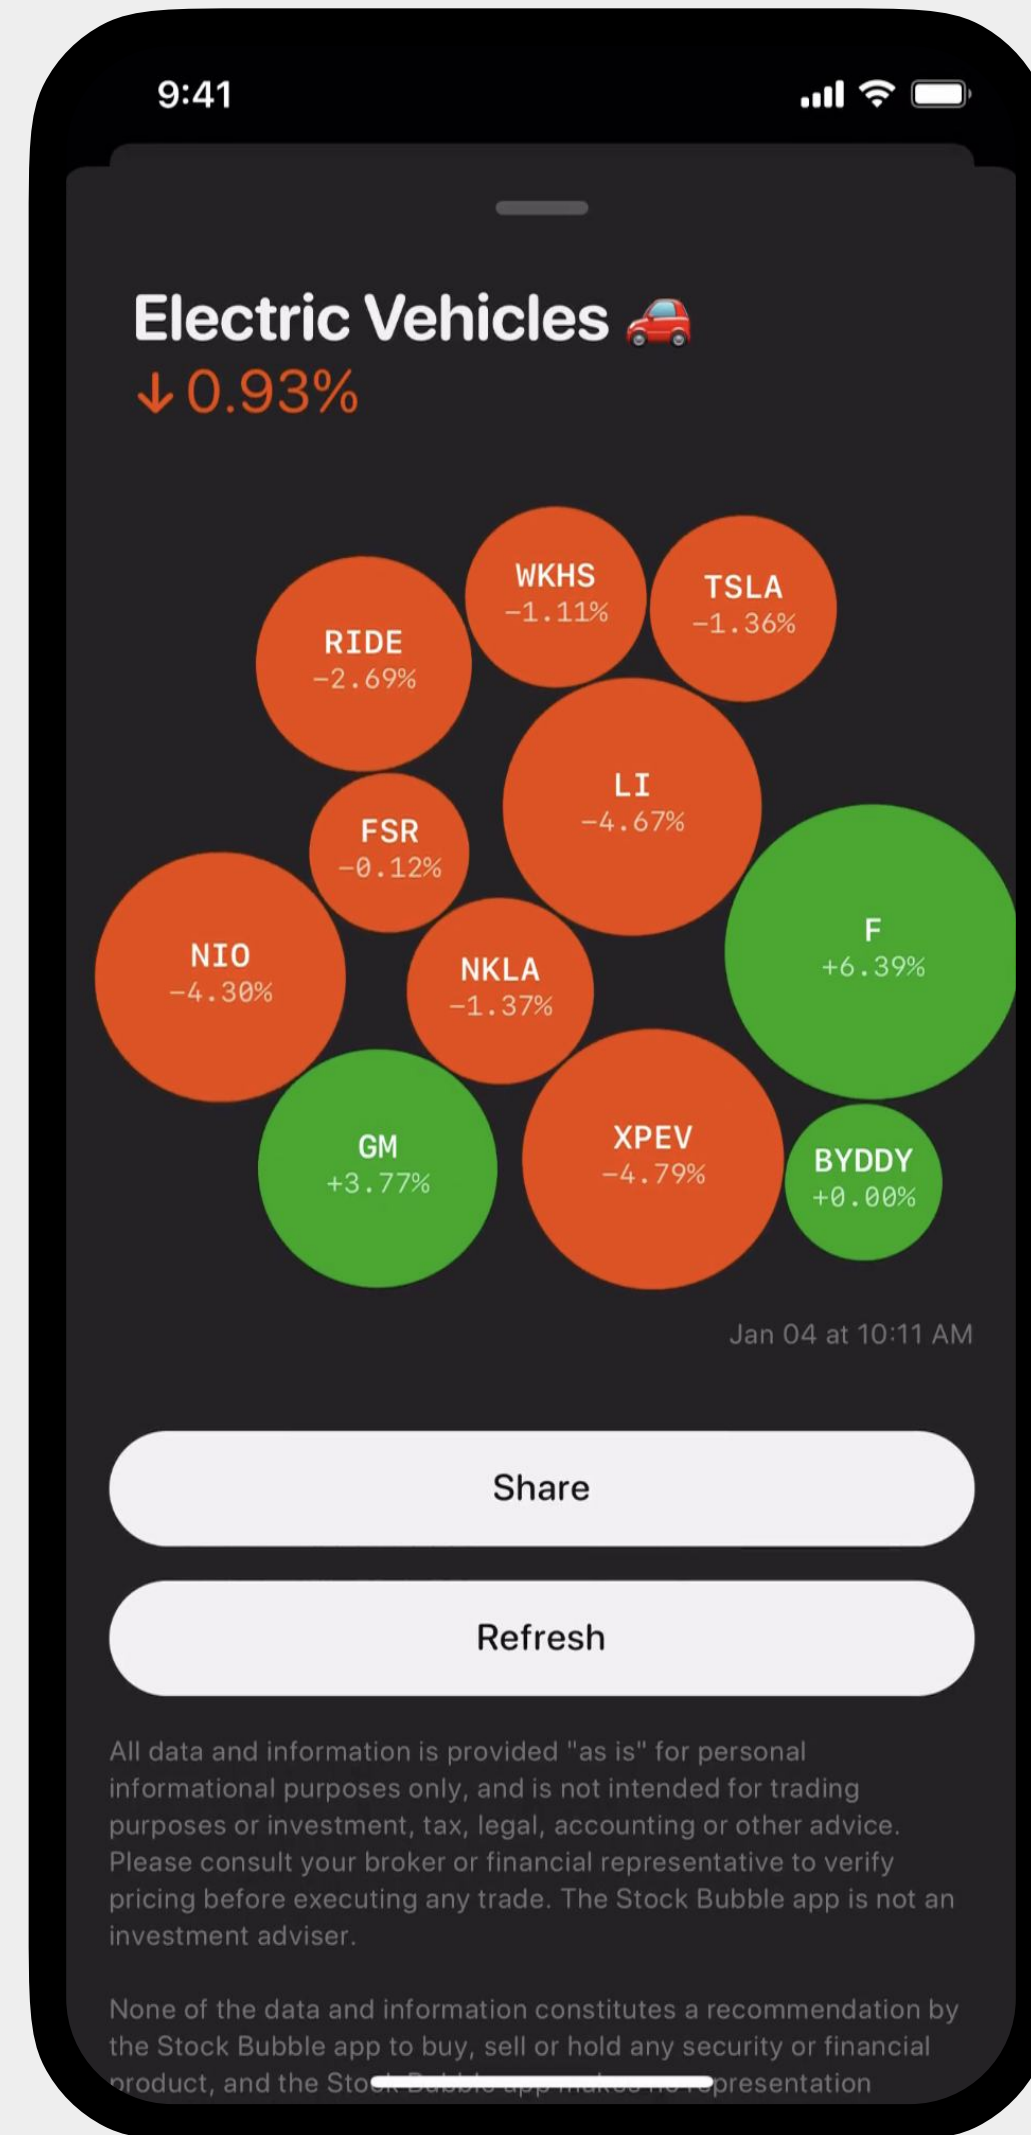 9:41
Electric Vehicles
↓0.93%
WKHS
-1.11%
TSLA
-1.36%
RIDE
-2.69%
LI
-4.67%
FSR
-0.12%
F
+6.39%
NIO
-4.30%
NKLA
-1.37%
GM
+3.77%
XPEV
-4.79%
BYDDY
+0.00%
Jan 04 at 10:11 AM
Share
Refresh
All data and information is provided "as is" for personal
informational purposes only, and is not intended for trading
purposes or investment, tax, legal, accounting or other advice.
Please consult your broker or financial representative to verify
pricing before executing any trade. The Stock Bubble app is not an
investment adviser.
None of the data and information constitutes a recommendation by
the Stock Bubble app to buy, sell or hold any security or financial
product, and the Stock Bubble app makes no representation